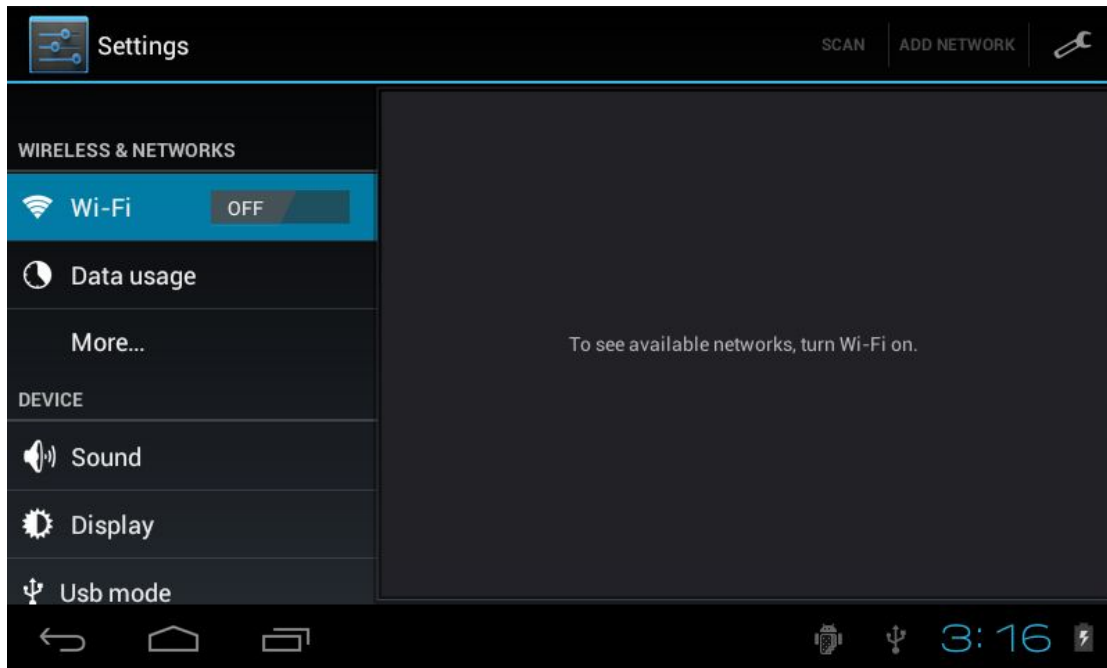 Settings
SCAN
ADD NETWORK
WIRELESS & NETWORKS
Wi-Fi
OFF
Data usage
More...
To see available networks, turn Wi-Fi on.
DEVICE
Sound
Display
Usb mode
3:16